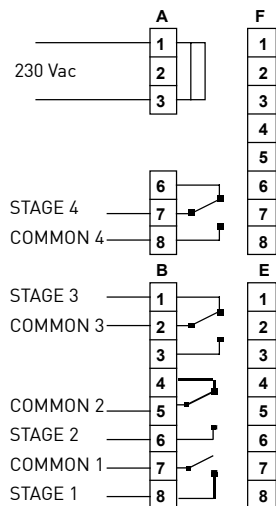 A F
1 1
230 Vac 2 2
3 3
4
5
6 6
STAGE 4 7 7
COMMON 4 8 8
B E
STAGE 3 1 1
COMMON 3 2 2
3 3
4 4
COMMON 2 5 5
STAGE 2 6 6
COMMON 1 7 7
STAGE 1 8 8